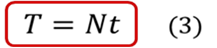 T = Nt (3)